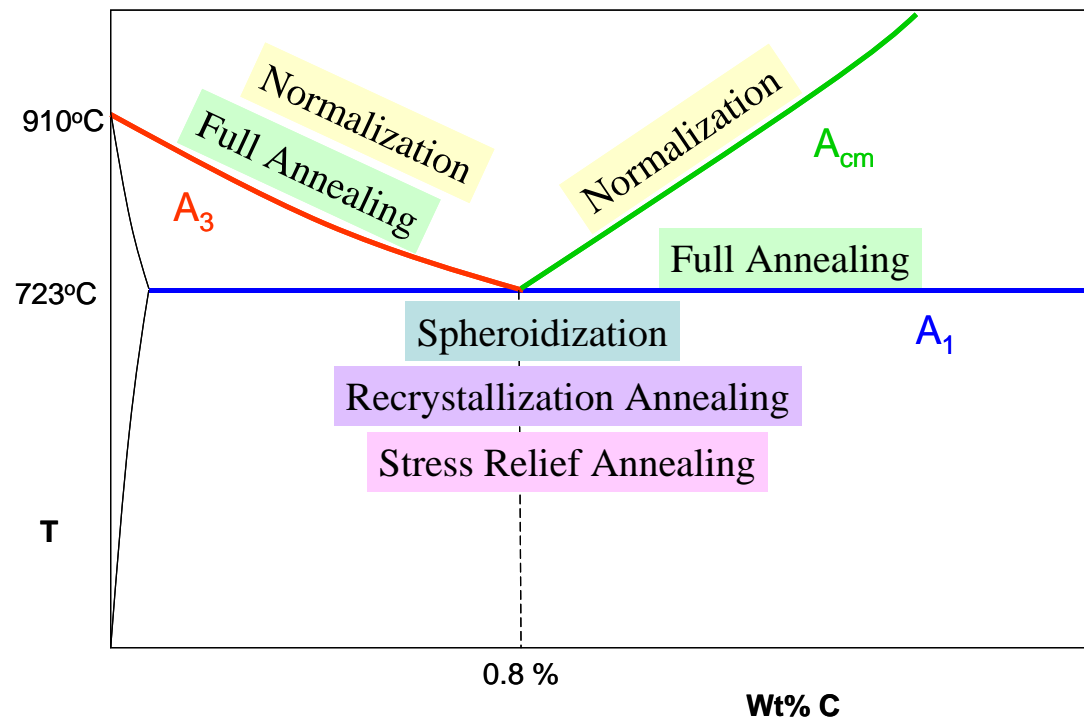 Normalization
Normalization
910°C
Full Annealing
A₃
A_cm
Full Annealing
723°C
Spheroidization
A₁
Recrystallization Annealing
Stress Relief Annealing
T
0.8 %
Wt% C